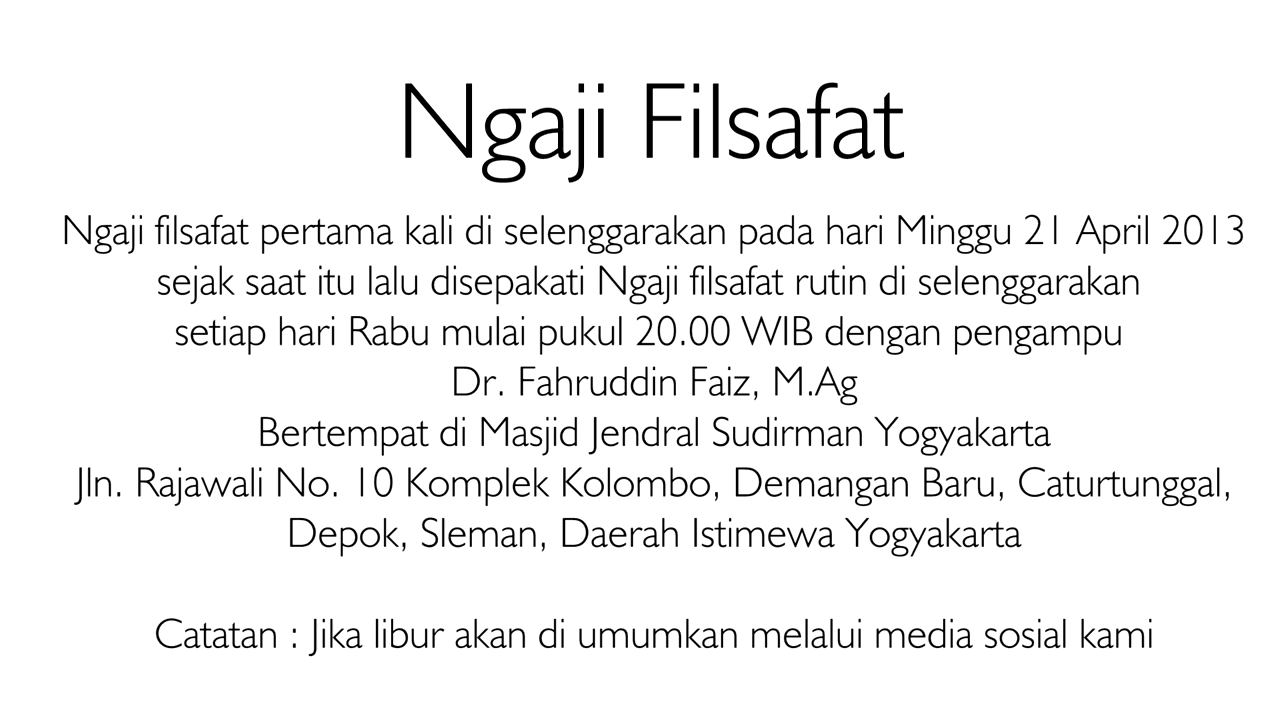 Ngaji Filsafat
Ngaji filsafat pertama kali di selenggarakan pada hari Minggu 21 April 2013
sejak saat itu lalu disepakati Ngaji filsafat rutin di selenggarakan
setiap hari Rabu mulai pukul 20.00 WIB dengan pengampu
Dr. Fahruddin Faiz, M.Ag
Bertempat di Masjid Jendral Sudirman Yogyakarta
Jln. Rajawali No. 10 Komplek Kolombo, Demangan Baru, Caturtunggal,
Depok, Sleman, Daerah Istimewa Yogyakarta
Catatan : Jika libur akan di umumkan melalui media sosial kami